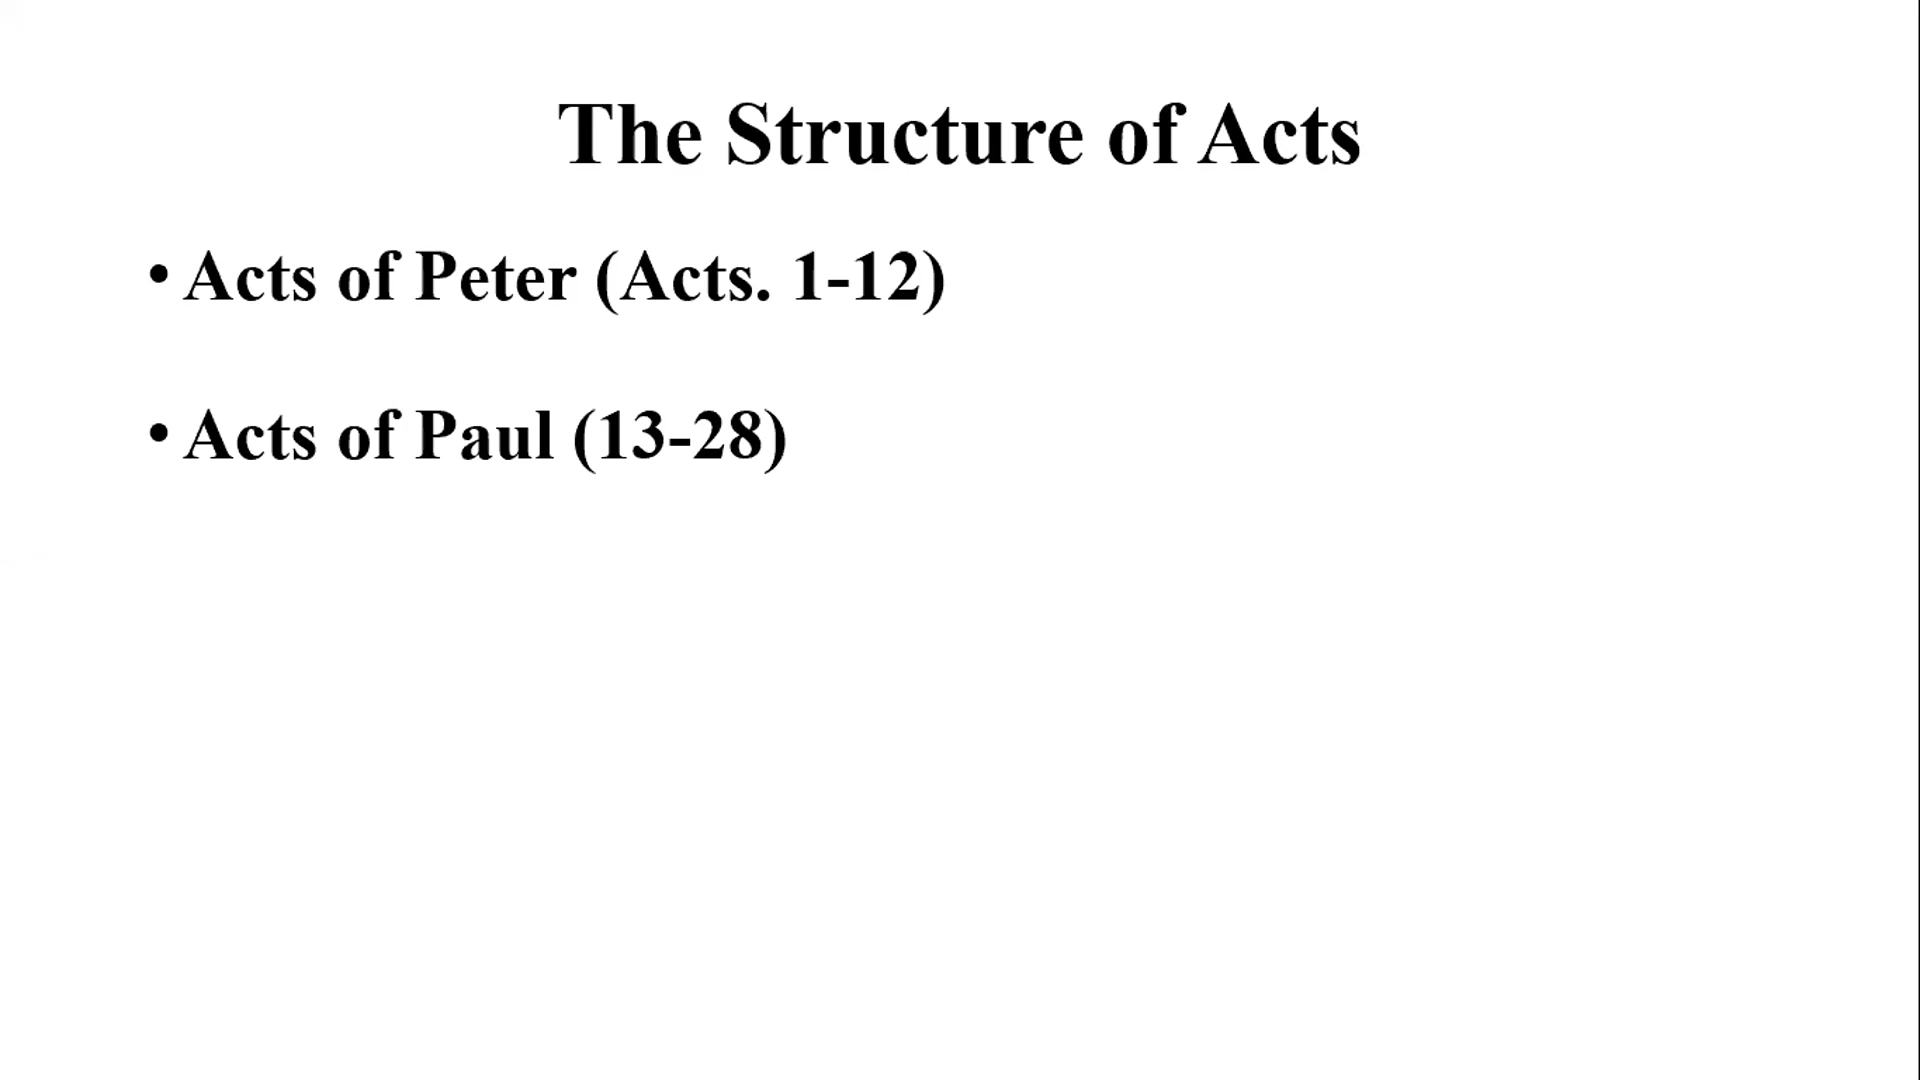 The Structure of Acts
• Acts of Peter (Acts. 1-12)
• Acts of Paul (13-28)